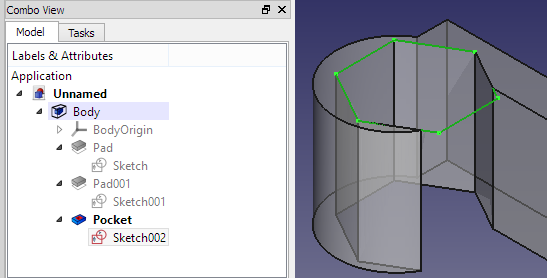 Combo View
Model Tasks
Labels & Attributes
Application
Unnamed
Body
BodyOrigin
Pad
Sketch
Pad001
Sketch001
Pocket
Sketch002